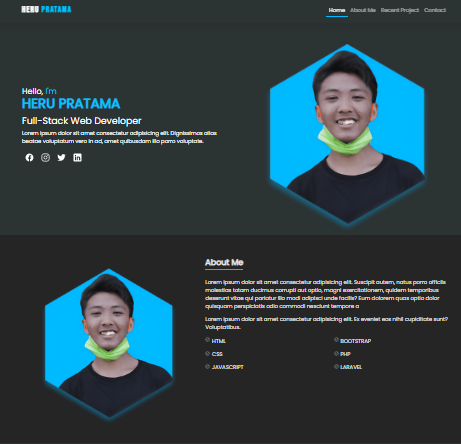 HERU PRATAMA
Home About Me Recent Project Contact
Hello, I'm
HERU PRATAMA
Full-Stack Web Developer
Lorem ipsum dolor sit amet consectetur adipisicing elit. Dignissimos alias
beatae voluptatum vero in ad, amet quibusdam illo porro voluptate.
About Me
Lorem ipsum dolor sit amet consectetur adipisicing elit. Suscipit autem, natus porro officiis
molestias totam ducimus corrupti aut optio, magni exercitationem, quidem temporibus
deserunt vitae qui pariatur illo modi adipisci unde facilis? Eum dolorem quos optio dolor
quisquam perspiciatis odio commodi nesciunt tempore a
Lorem ipsum dolor sit amet consectetur adipisicing elit. Ex eveniet eos nihil cupiditate sunt?
Voluptatibus.
HTML BOOTSTRAP
CSS PHP
JAVASCRIPT LARAVEL